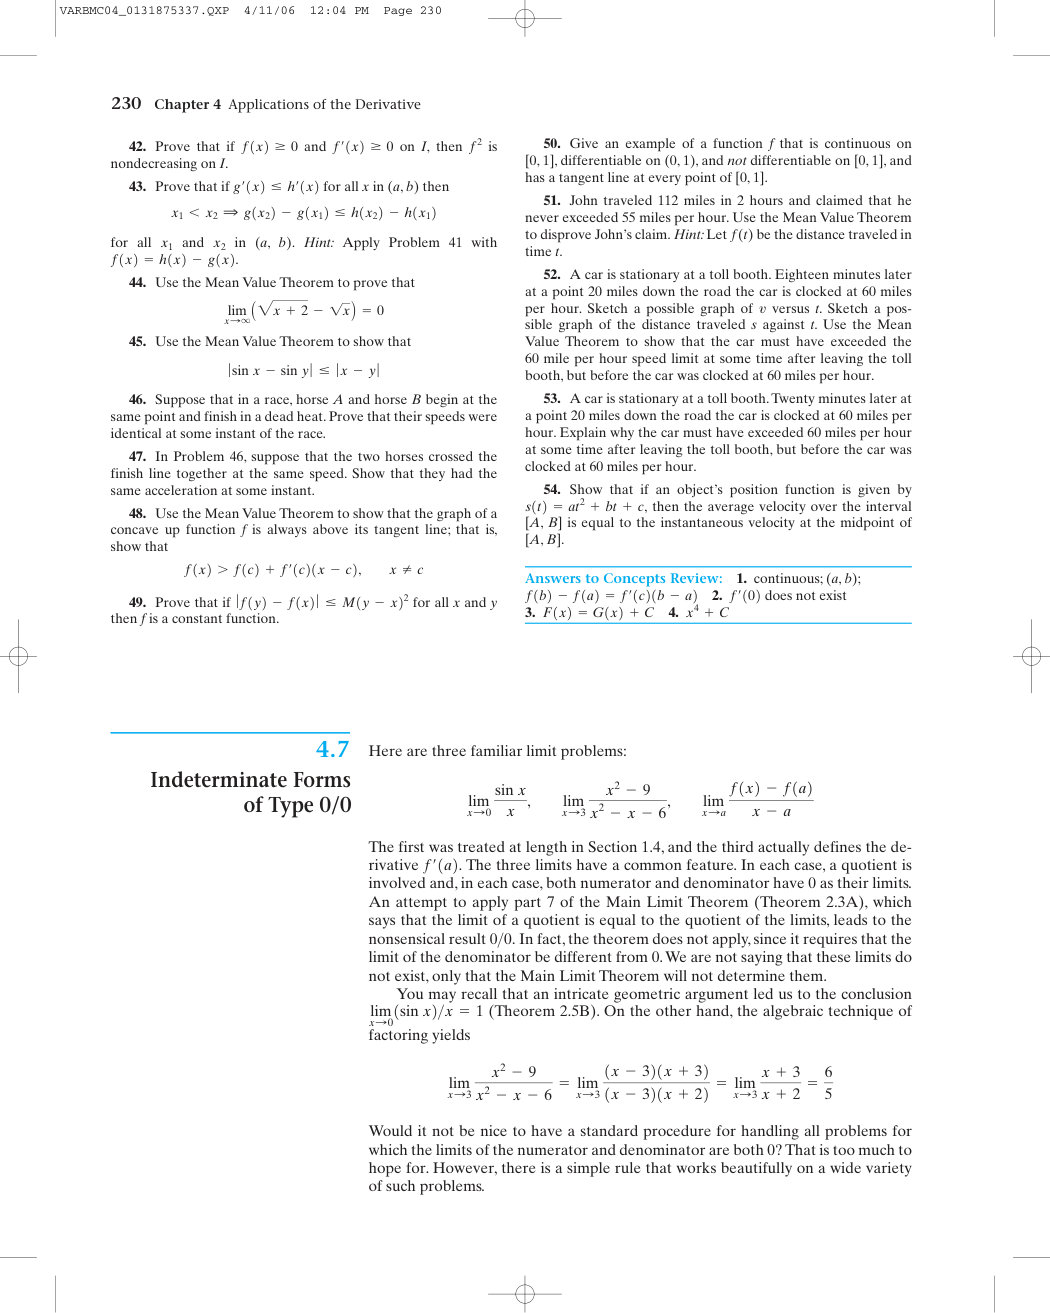 VARBMC04_0131875337.QXP 4/11/06 12:04 PM Page 230
230 Chapter 4 Applications of the Derivative
42. Prove that if f(x) ≥ 0 and f′(x) ≥ 0 on I, then f² is
nondecreasing on I.
43. Prove that if g′(x) ≤ h′(x) for all x in (a, b) then
x₁ < x₂ ⇒ g(x₂) − g(x₁) ≤ h(x₂) − h(x₁)
for all x₁ and x₂ in (a, b). Hint: Apply Problem 41 with
f(x) = h(x) − g(x).
44. Use the Mean Value Theorem to prove that
lim x→∞ (√(x + 2) − √x) = 0
45. Use the Mean Value Theorem to show that
|sin x − sin y| ≤ |x − y|
46. Suppose that in a race, horse A and horse B begin at the
same point and finish in a dead heat. Prove that their speeds were
identical at some instant of the race.
47. In Problem 46, suppose that the two horses crossed the
finish line together at the same speed. Show that they had the
same acceleration at some instant.
48. Use the Mean Value Theorem to show that the graph of a
concave up function f is always above its tangent line; that is,
show that
f(x) > f(c) + f′(c)(x − c), x ≠ c
49. Prove that if |f(y) − f(x)| ≤ M(y − x)² for all x and y
then f is a constant function.
50. Give an example of a function f that is continuous on
[0, 1], differentiable on (0, 1), and not differentiable on [0, 1], and
has a tangent line at every point of [0, 1].
51. John traveled 112 miles in 2 hours and claimed that he
never exceeded 55 miles per hour. Use the Mean Value Theorem
to disprove John's claim. Hint: Let f(t) be the distance traveled in
time t.
52. A car is stationary at a toll booth. Eighteen minutes later
at a point 20 miles down the road the car is clocked at 60 miles
per hour. Sketch a possible graph of v versus t. Sketch a pos-
sible graph of the distance traveled s against t. Use the Mean
Value Theorem to show that the car must have exceeded the
60 mile per hour speed limit at some time after leaving the toll
booth, but before the car was clocked at 60 miles per hour.
53. A car is stationary at a toll booth. Twenty minutes later at
a point 20 miles down the road the car is clocked at 60 miles per
hour. Explain why the car must have exceeded 60 miles per hour
at some time after leaving the toll booth, but before the car was
clocked at 60 miles per hour.
54. Show that if an object's position function is given by
s(t) = at² + bt + c, then the average velocity over the interval
[A, B] is equal to the instantaneous velocity at the midpoint of
[A, B].
Answers to Concepts Review: 1. continuous; (a, b);
f(b) − f(a) = f′(c)(b − a) 2. f′(0) does not exist
3. F(x) = G(x) + C 4. x⁴ + C
4.7
Indeterminate Forms
of Type 0/0
Here are three familiar limit problems:
lim x→0 (sin x)/x, lim x→3 (x² − 9)/(x² − x − 6), lim x→a (f(x) − f(a))/(x − a)
The first was treated at length in Section 1.4, and the third actually defines the de-
rivative f′(a). The three limits have a common feature. In each case, a quotient is
involved and, in each case, both numerator and denominator have 0 as their limits.
An attempt to apply part 7 of the Main Limit Theorem (Theorem 2.3A), which
says that the limit of a quotient is equal to the quotient of the limits, leads to the
nonsensical result 0/0. In fact, the theorem does not apply, since it requires that the
limit of the denominator be different from 0. We are not saying that these limits do
not exist, only that the Main Limit Theorem will not determine them.
You may recall that an intricate geometric argument led us to the conclusion
lim x→0 (sin x)/x = 1 (Theorem 2.5B). On the other hand, the algebraic technique of
factoring yields
lim x→3 (x² − 9)/(x² − x − 6) = lim x→3 ((x − 3)(x + 3))/((x − 3)(x + 2)) = lim x→3 (x + 3)/(x + 2) = 6/5
Would it not be nice to have a standard procedure for handling all problems for
which the limits of the numerator and denominator are both 0? That is too much to
hope for. However, there is a simple rule that works beautifully on a wide variety
of such problems.